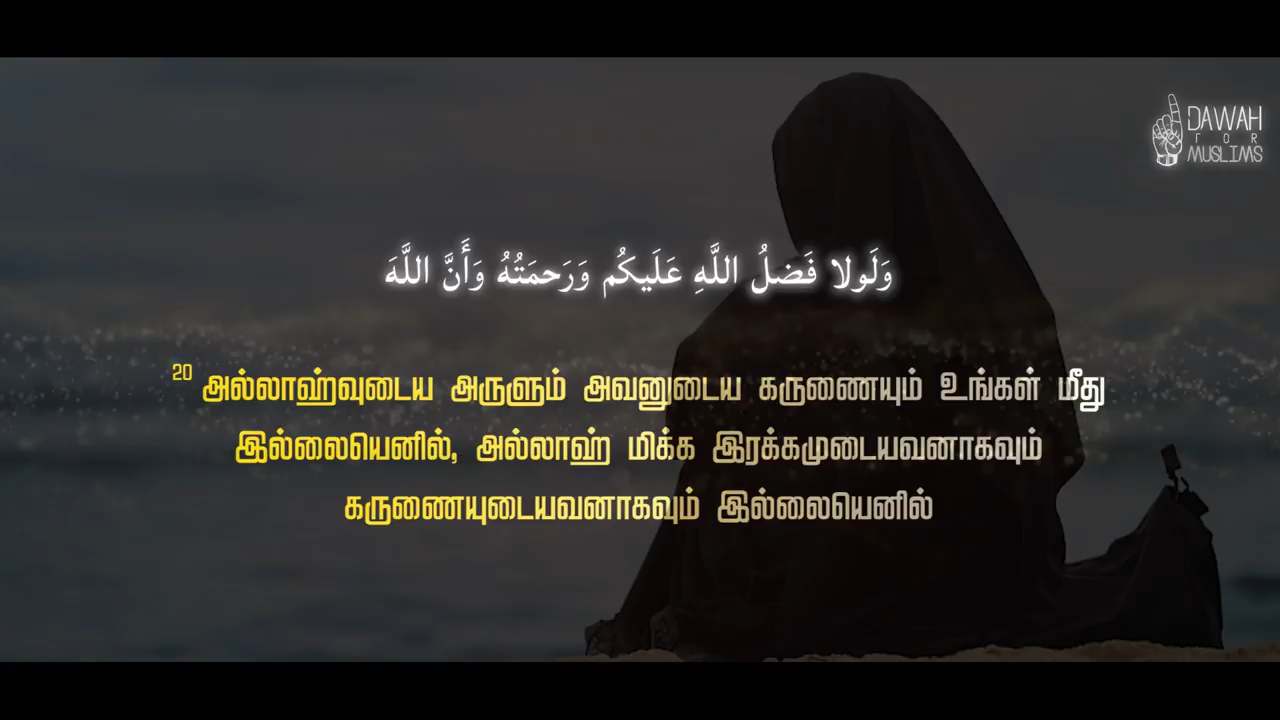 DAWAH
FOR
MUSLIMS
وَلَولا فَضلُ اللَّهِ عَلَيكُم وَرَحمَتُهُ وَأَنَّ اللَّهَ
20 அல்லாஹ்வுடைய அருளும் அவனுடைய கருணையும் உங்கள் மீது
இல்லையெனில், அல்லாஹ் மிக்க இரக்கமுடையவனாகவும்
கருணையுடையவனாகவும் இல்லையெனில்